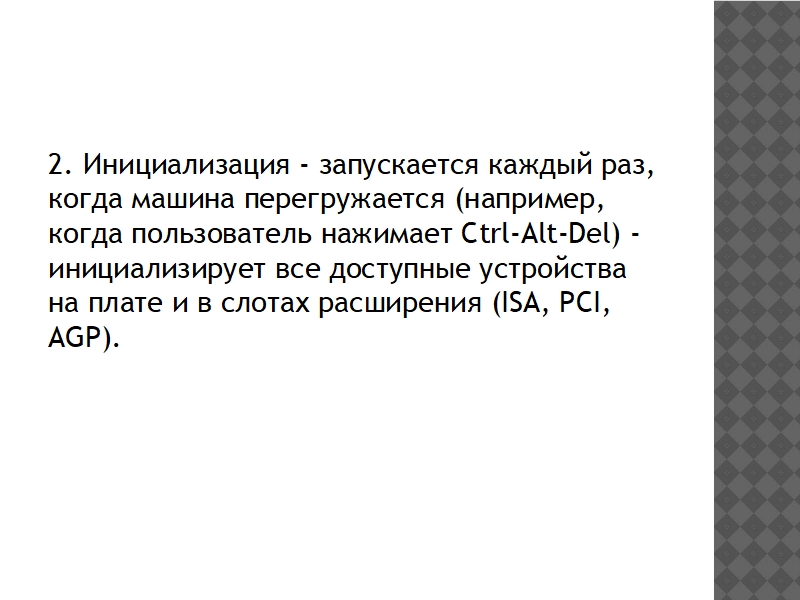 2. Инициализация - запускается каждый раз,
когда машина перегружается (например,
когда пользователь нажимает Ctrl-Alt-Del) -
инициализирует все доступные устройства
на плате и в слотах расширения (ISA, PCI,
AGP).